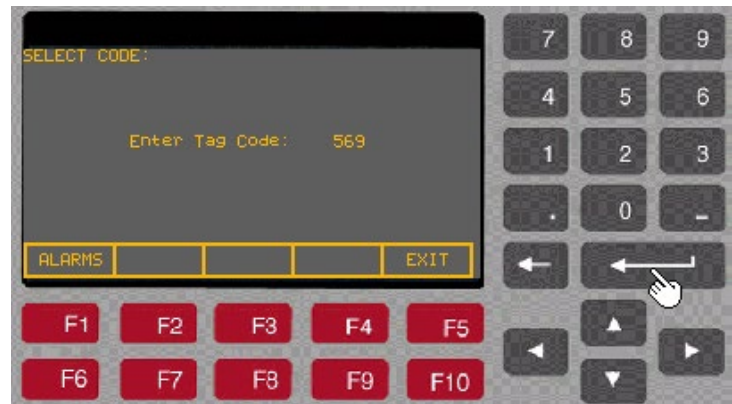 SELECT CODE:
Enter Tag Code: 569
ALARMS EXIT
7 8 9
4 5 6
1 2 3
. 0 -
F1 F2 F3 F4 F5
F6 F7 F8 F9 F10